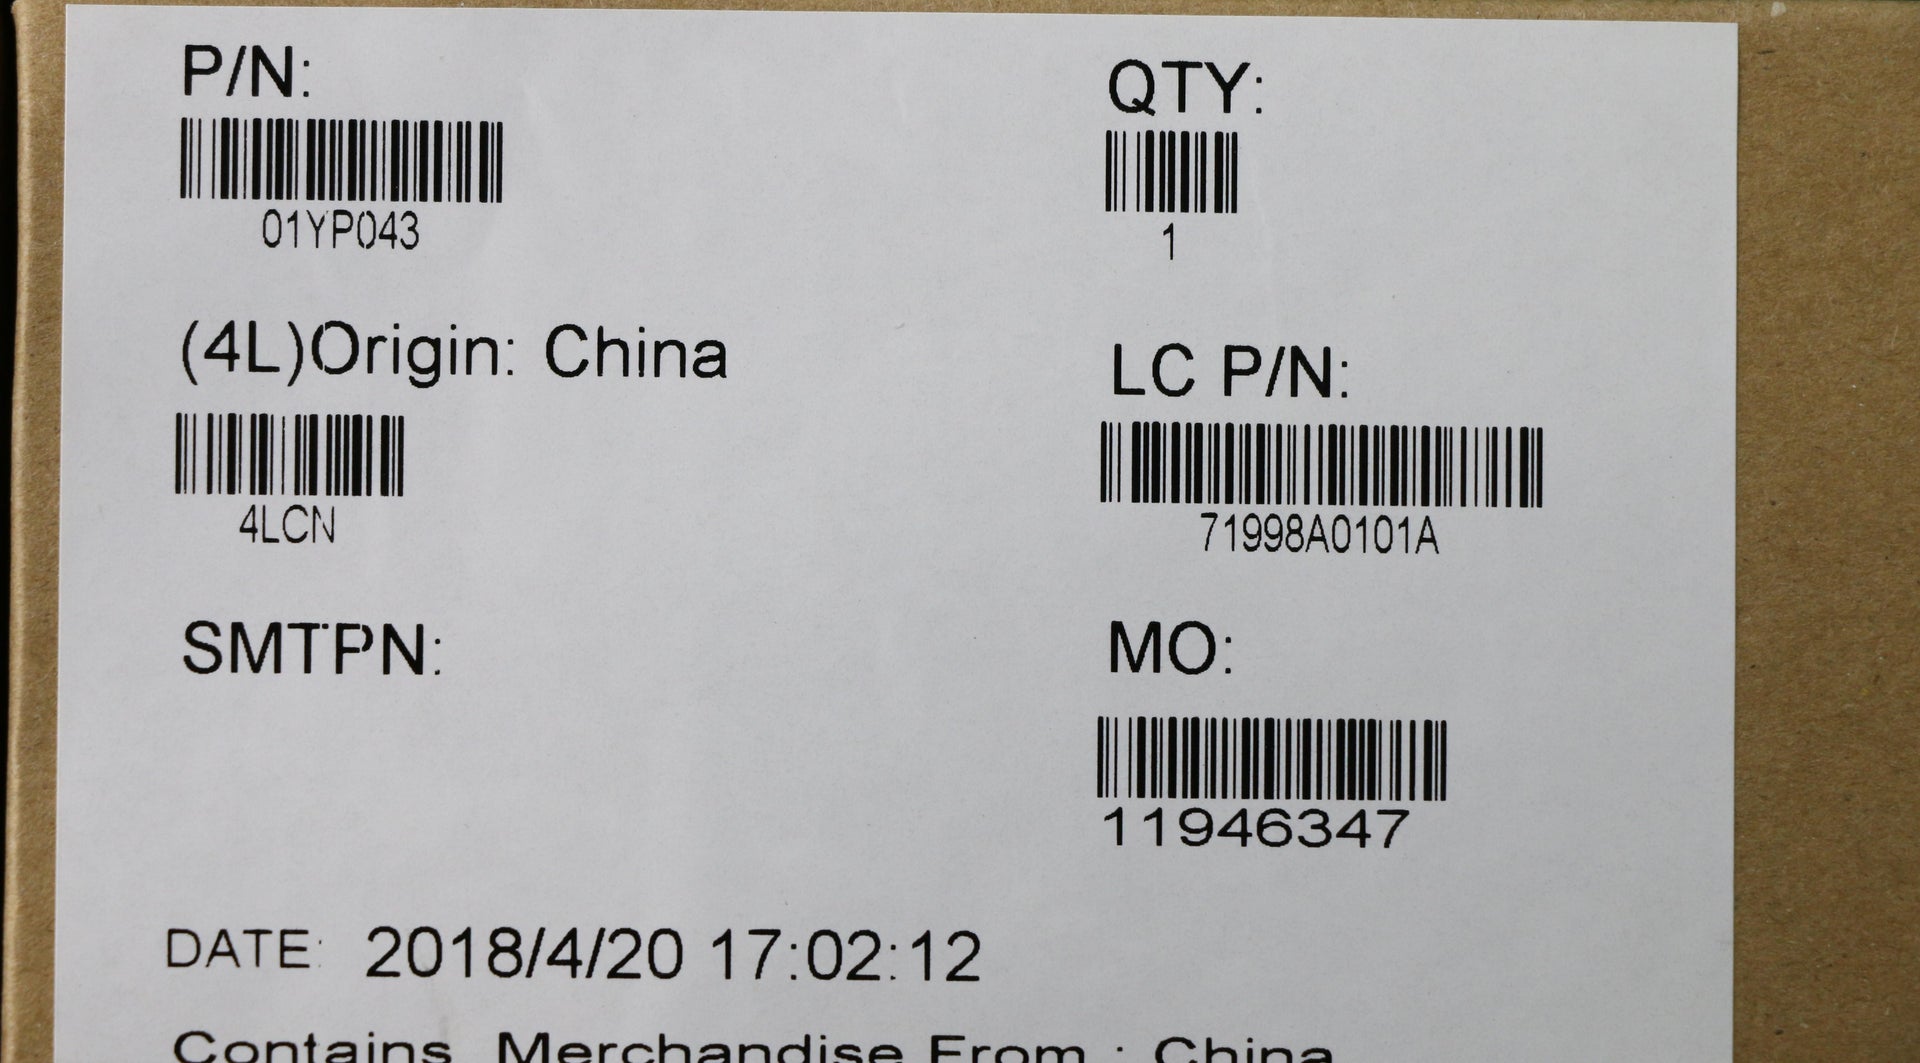 P/N:
01YP043
QTY:
1
(4L)Origin: China
4LCN
LC P/N:
71998A0101A
SMTPN:
MO:
11946347
DATE: 2018/4/20 17:02:12
Contains Merchandise From : China